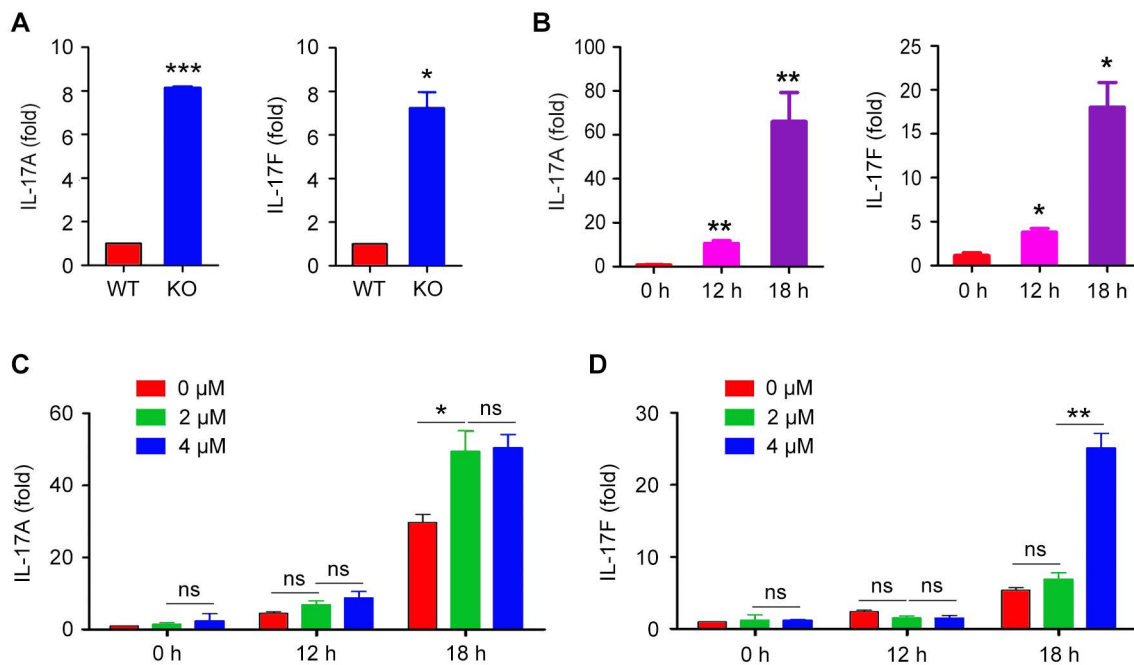 A
IL-17A (fold)
10
8
6
4
2
0
***
WT KO
IL-17F (fold)
10
8
6
4
2
0
*
WT KO
B
IL-17A (fold)
100
80
60
40
20
0
**
**
0 h 12 h 18 h
IL-17F (fold)
25
20
15
10
5
0
*
*
0 h 12 h 18 h
C
0 µM
2 µM
4 µM
IL-17A (fold)
60
40
20
0
ns
ns ns
* ns
0 h 12 h 18 h
D
0 µM
2 µM
4 µM
IL-17F (fold)
30
20
10
0
ns
ns ns
ns **
0 h 12 h 18 h